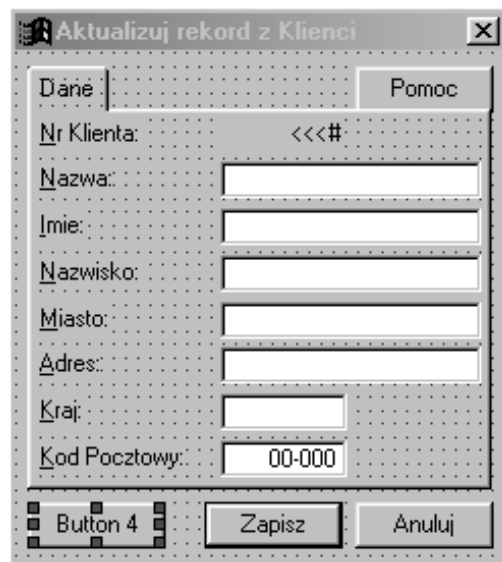 Aktualizuj rekord z Klienci
Dane Pomoc
Nr Klienta: <<<#
Nazwa:
Imie:
Nazwisko:
Miasto:
Adres:
Kraj:
Kod Pocztowy: 00-000
Button 4 Zapisz Anuluj